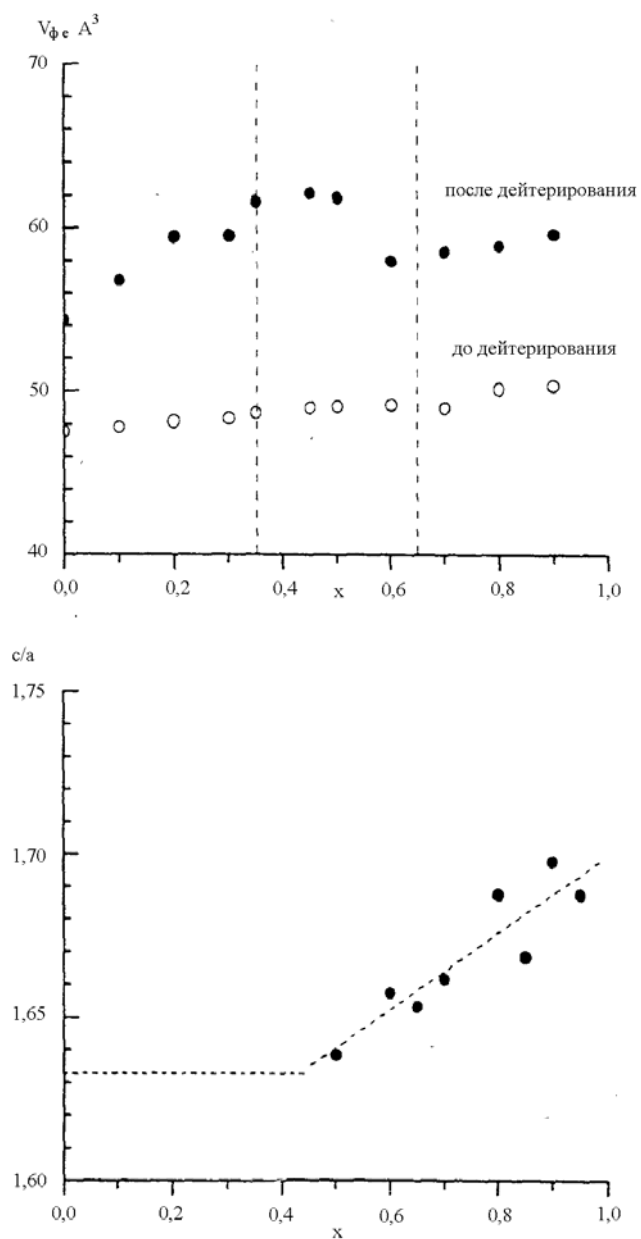 V ф е А³
70
60
50
40
после дейтерирования
до дейтерирования
0,0 0,2 0,4 0,6 0,8 1,0
x
c/a
1,75
1,70
1,65
1,60
0,0 0,2 0,4 0,6 0,8 1,0
x